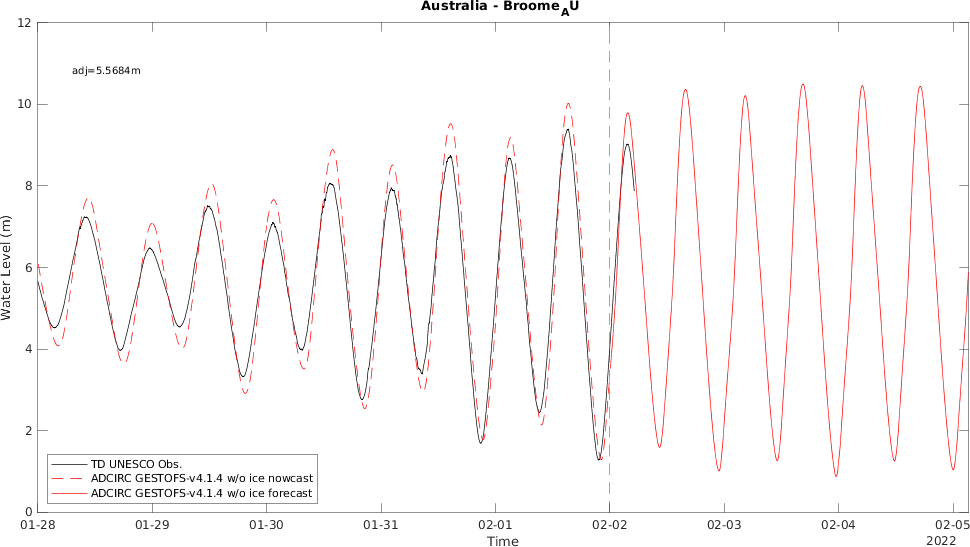 Australia - Broome_AU
12
adj=5.5684m
10
8
6
4
2
0
Water Level (m)
TD UNESCO Obs.
ADCIRC GESTOFS-v4.1.4 w/o ice nowcast
ADCIRC GESTOFS-v4.1.4 w/o ice forecast
01-28 01-29 01-30 01-31 02-01 02-02 02-03 02-04 02-05
Time
2022